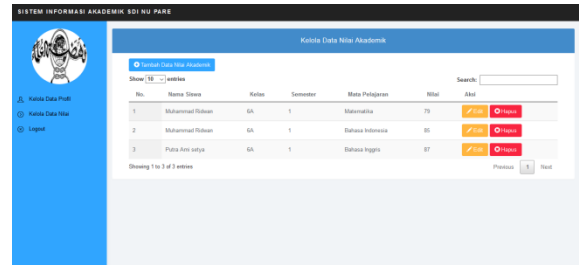 SISTEM INFORMASI AKADEMIK SDI NU PARE
Kelola Data Nilai Akademik
Tambah Data Nilai Akademik
Show 10 entries
Search:
No. Nama Siswa Kelas Semester Mata Pelajaran Nilai Aksi
1 Muhammad Ridwan 6A 1 Matematika 79 Edit Hapus
2 Muhammad Ridwan 6A 1 Bahasa Indonesia 85 Edit Hapus
3 Putra Arni setya 6A 1 Bahasa Inggris 87 Edit Hapus
Showing 1 to 3 of 3 entries
Previous 1 Next
Kelola Data Profil
Kelola Data Nilai
Logout